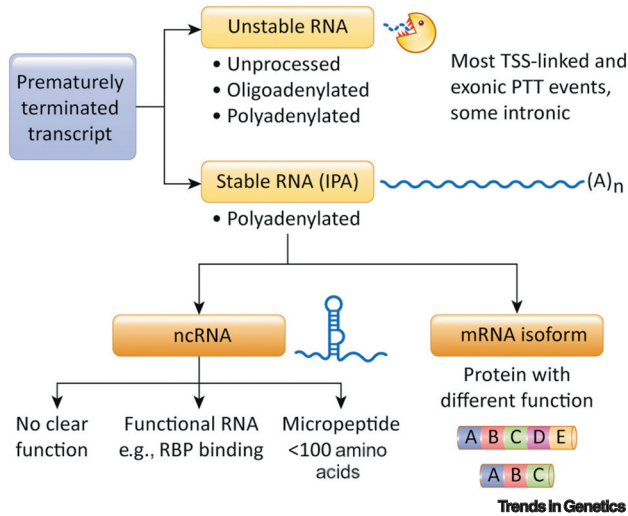 Unstable RNA
Prematurely
terminated
transcript
• Unprocessed
• Oligoadenylated
• Polyadenylated
Most TSS-linked and
exonic PTT events,
some intronic
Stable RNA (IPA)
(A)n
• Polyadenylated
ncRNA
mRNA isoform
No clear
function
Functional RNA
e.g., RBP binding
Micropeptide
<100 amino
acids
Protein with
different function
A B C D E
A B C
Trends in Genetics